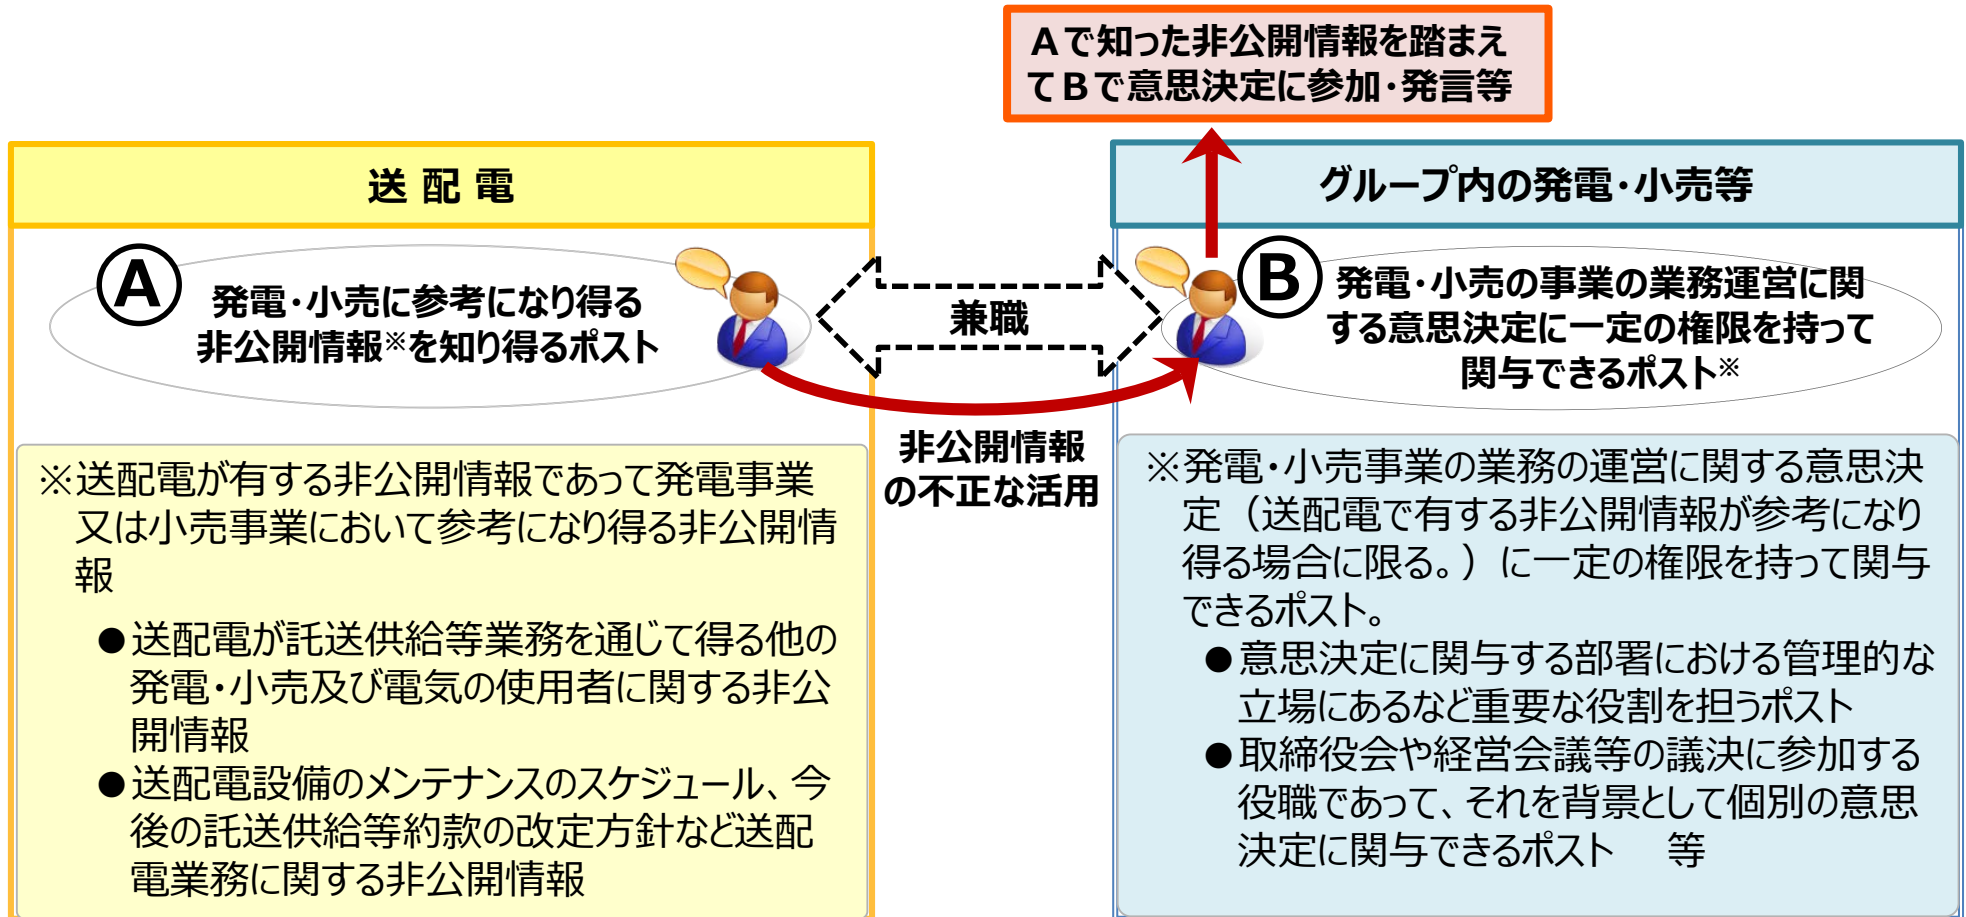 Aで知った非公開情報を踏まえ
てBで意思決定に参加・発言等
送 配 電
グループ内の発電・小売等
A
発電・小売に参考になり得る
非公開情報※を知り得るポスト
兼職
B
発電・小売の事業の業務運営に関
する意思決定に一定の権限を持って
関与できるポスト※
非公開情報
の不正な活用
※送配電が有する非公開情報であって発電事業
又は小売事業において参考になり得る非公開情
報
●送配電が託送供給等業務を通じて得る他の
発電・小売及び電気の使用者に関する非公
開情報
●送配電設備のメンテナンスのスケジュール、今
後の託送供給等約款の改定方針など送配
電業務に関する非公開情報
※発電・小売事業の業務の運営に関する意思決
定（送配電で有する非公開情報が参考になり
得る場合に限る。）に一定の権限を持って関与
できるポスト。
●意思決定に関与する部署における管理的な
立場にあるなど重要な役割を担うポスト
●取締役会や経営会議等の議決に参加する
役職であって、それを背景として個別の意思
決定に関与できるポスト　等